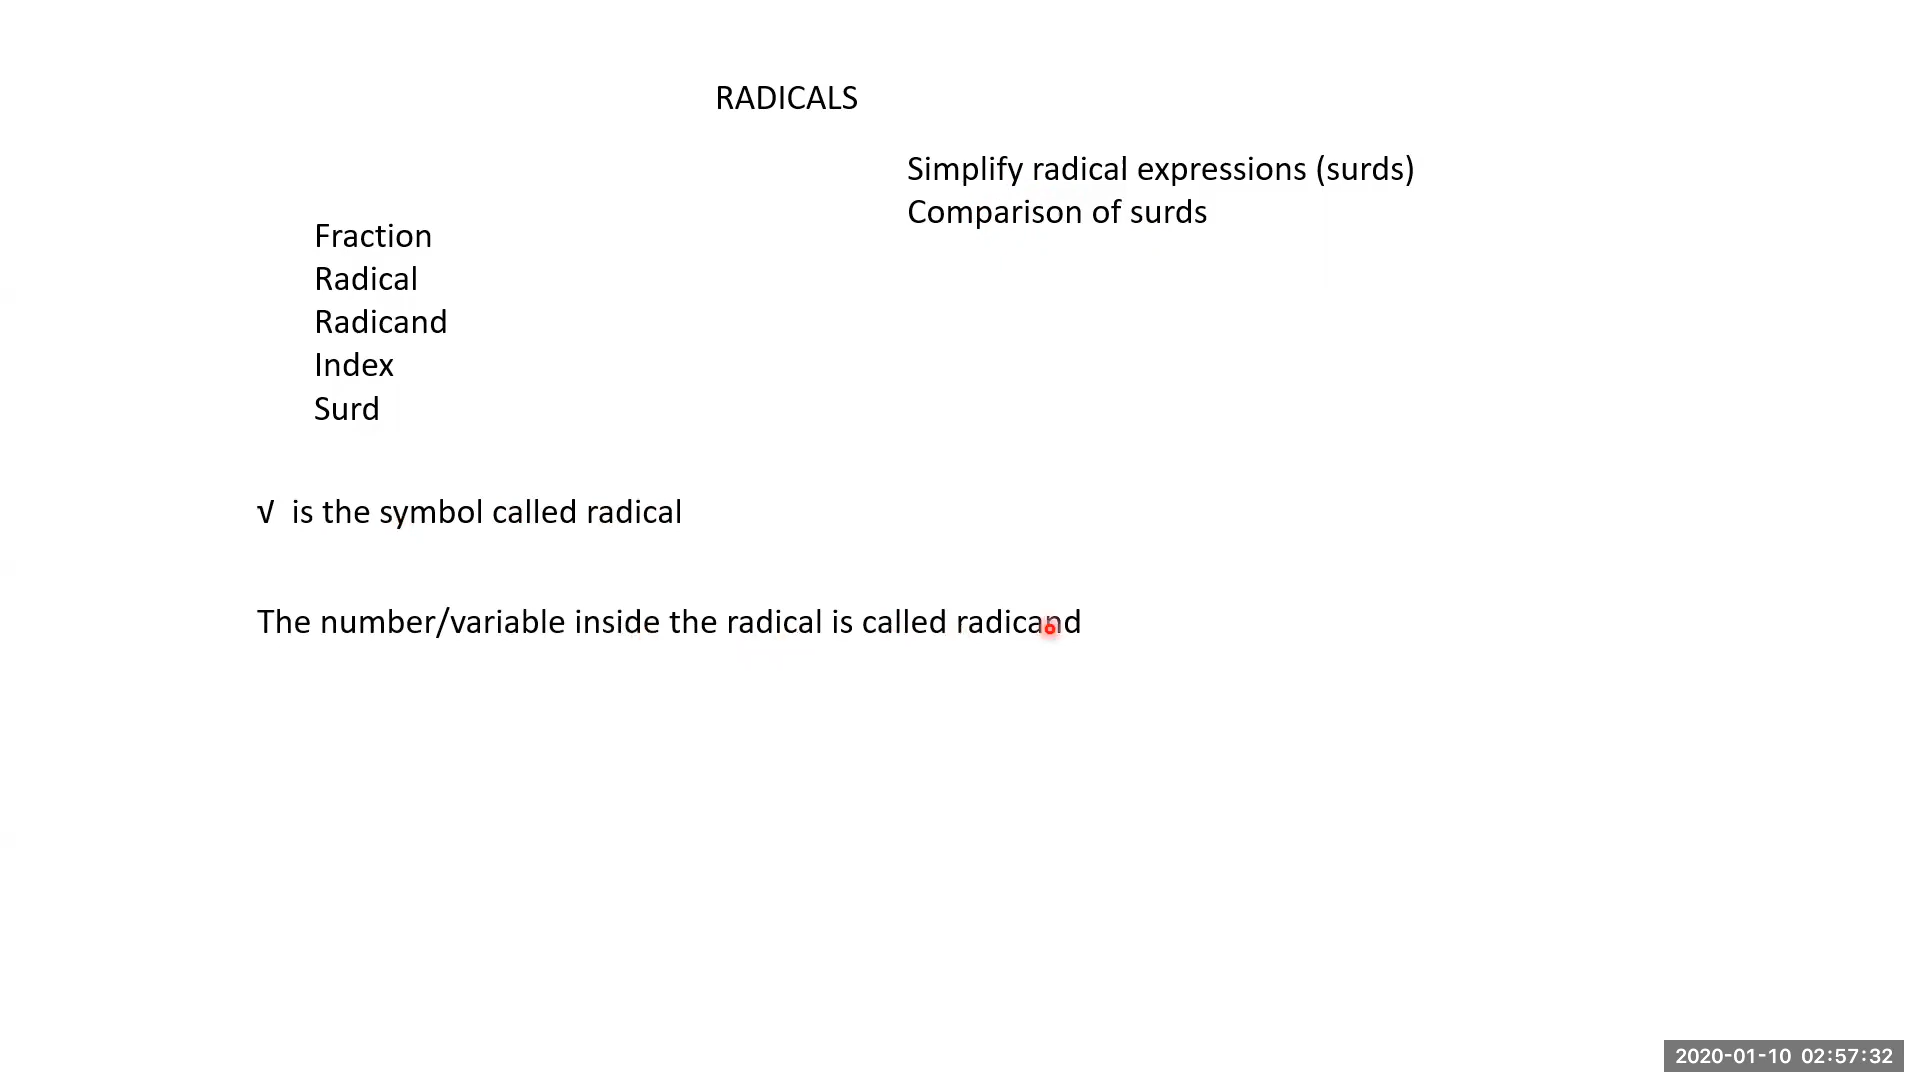 RADICALS
Simplify radical expressions (surds)
Comparison of surds
Fraction
Radical
Radicand
Index
Surd
√ is the symbol called radical
The number/variable inside the radical is called radicand
2020-01-10 02:57:32